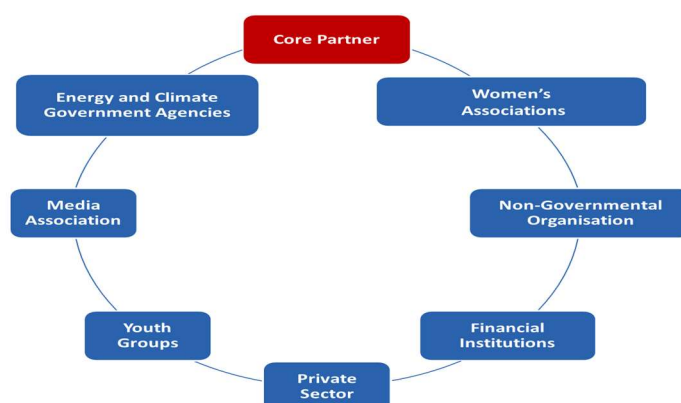 Core Partner
Energy and Climate
Government Agencies
Women's
Associations
Media
Association
Non-Governmental
Organisation
Youth
Groups
Financial
Institutions
Private
Sector